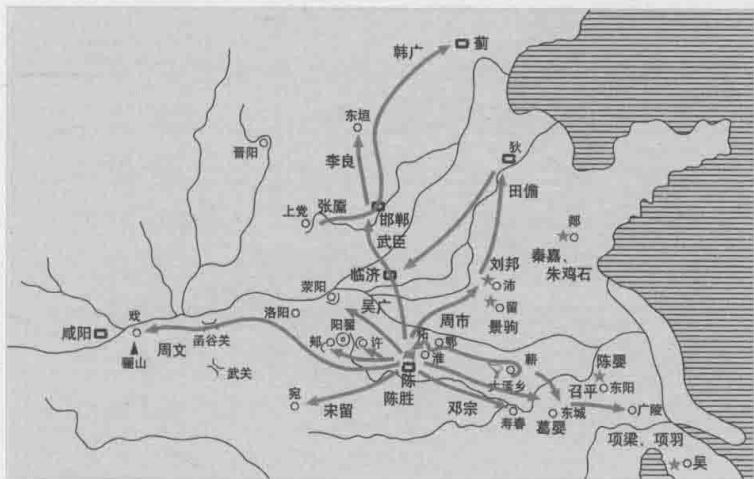 韩广
蓟
东垣
晋阳
李良
狄
田儋
上党
张黡
邯郸
武臣
郯
秦嘉、
朱鸡石
临济
刘邦
沛
荥阳
吴广
留
洛阳
周市
景驹
戏
咸阳
函谷关
阳翟
郏
许
柘
酂
谯
蕲
周文
骊山
武关
陈
大泽乡
陈婴
陈胜
召平
东阳
宛
宋留
邓宗
寿春
东城
葛婴
广陵
项梁、项羽
吴